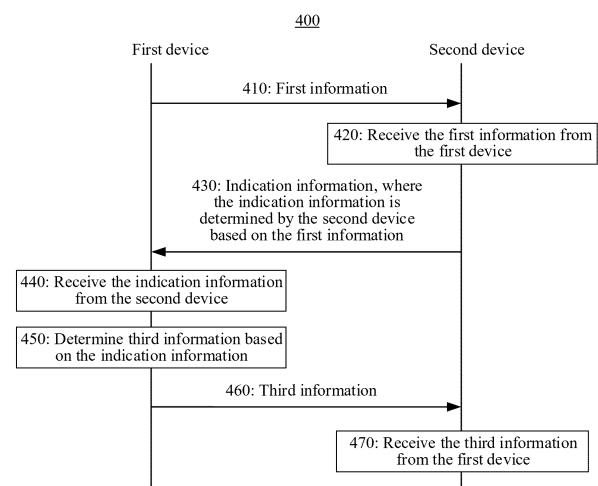 400
First device
Second device
410: First information
420: Receive the first information from
the first device
430: Indication information, where
the indication information is
determined by the second device
based on the first information
440: Receive the indication information
from the second device
450: Determine third information based
on the indication information
460: Third information
470: Receive the third information
from the first device